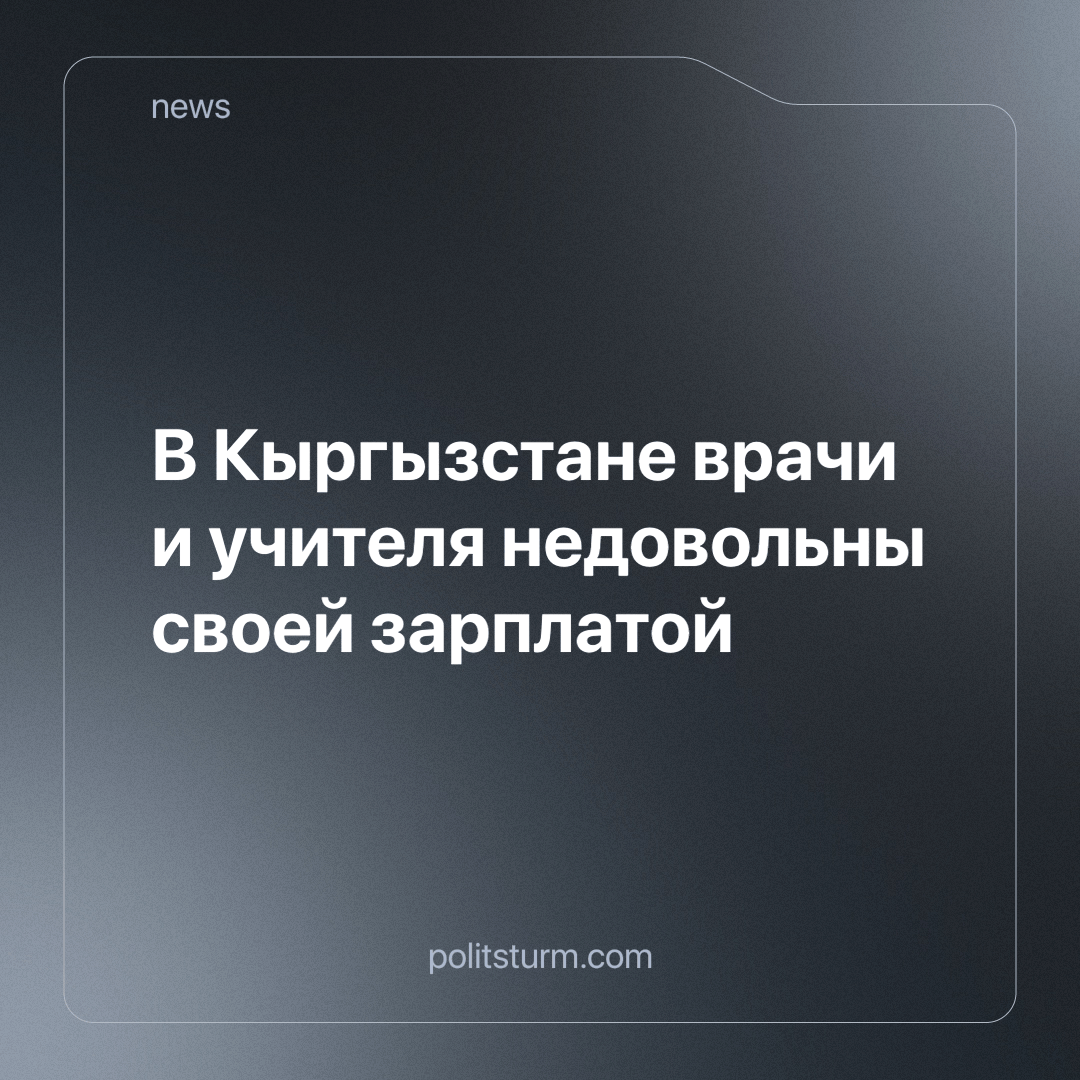 news
В Кыргызстане врачи
и учителя недовольны
своей зарплатой
politsturm.com